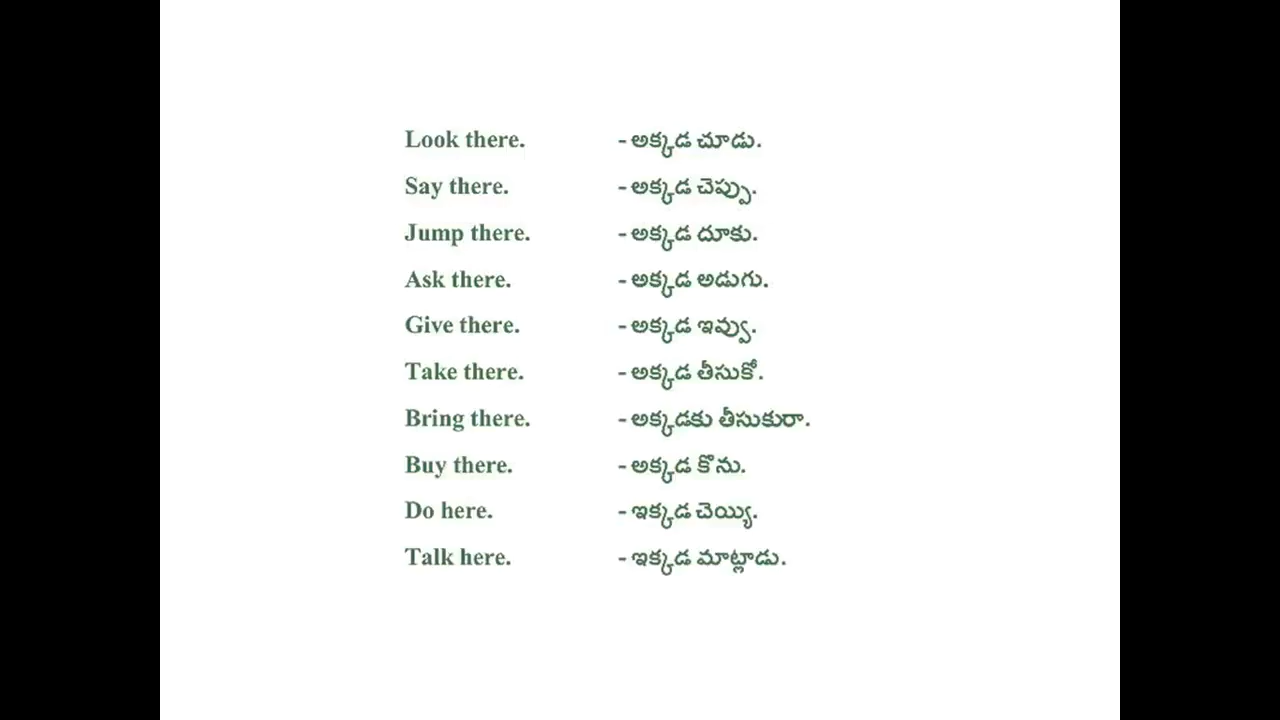 Look there. - అక్కడ చూడు.
Say there. - అక్కడ చెప్పు.
Jump there. - అక్కడ దూకు.
Ask there. - అక్కడ అడుగు.
Give there. - అక్కడ ఇవ్వు.
Take there. - అక్కడ తీసుకో.
Bring there. - అక్కడకు తీసుకురా.
Buy there. - అక్కడ కొను.
Do here. - ఇక్కడ చెయ్యి.
Talk here. - ఇక్కడ మాట్లాడు.